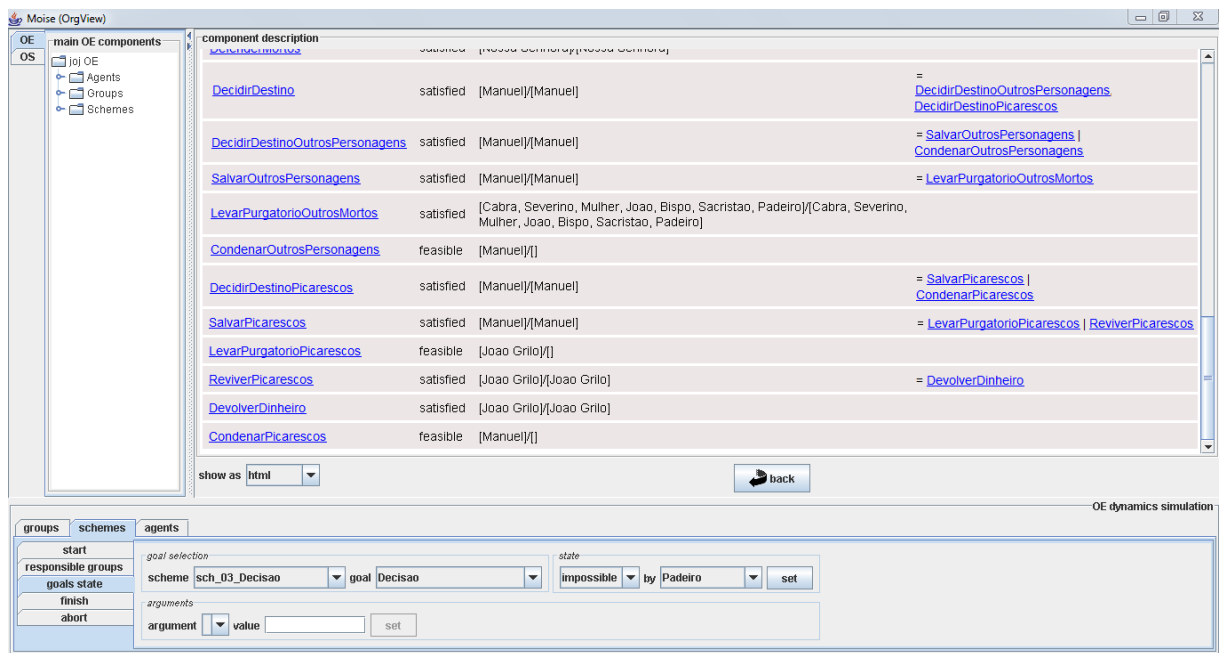 Moise (OrgView)
OE
OS
main OE components
joj OE
Agents
Groups
Schemes
component description
DefenderMortos satisfied [Nossa Senhora]/[Nossa Senhora]
DecidirDestino satisfied [Manuel]/[Manuel] = DecidirDestinoOutrosPersonagens,
DecidirDestinoPicarescos
DecidirDestinoOutrosPersonagens satisfied [Manuel]/[Manuel] = SalvarOutrosPersonagens |
CondenarOutrosPersonagens
SalvarOutrosPersonagens satisfied [Manuel]/[Manuel] = LevarPurgatorioOutrosMortos
LevarPurgatorioOutrosMortos satisfied [Cabra, Severino, Mulher, Joao, Bispo, Sacristao, Padeiro]/[Cabra, Severino,
Mulher, Joao, Bispo, Sacristao, Padeiro]
CondenarOutrosPersonagens feasible [Manuel]/[]
DecidirDestinoPicarescos satisfied [Manuel]/[Manuel] = SalvarPicarescos |
CondenarPicarescos
SalvarPicarescos satisfied [Manuel]/[Manuel] = LevarPurgatorioPicarescos | ReviverPicarescos
LevarPurgatorioPicarescos feasible [Joao Grilo]/[]
ReviverPicarescos satisfied [Joao Grilo]/[Joao Grilo] = DevolverDinheiro
DevolverDinheiro satisfied [Joao Grilo]/[Joao Grilo]
CondenarPicarescos feasible [Manuel]/[]
show as html back
OE dynamics simulation
groups schemes agents
start
responsible groups
goals state
finish
abort
goal selection
scheme sch_03_Decisao goal Decisao
state
impossible by Padeiro set
arguments
argument value set